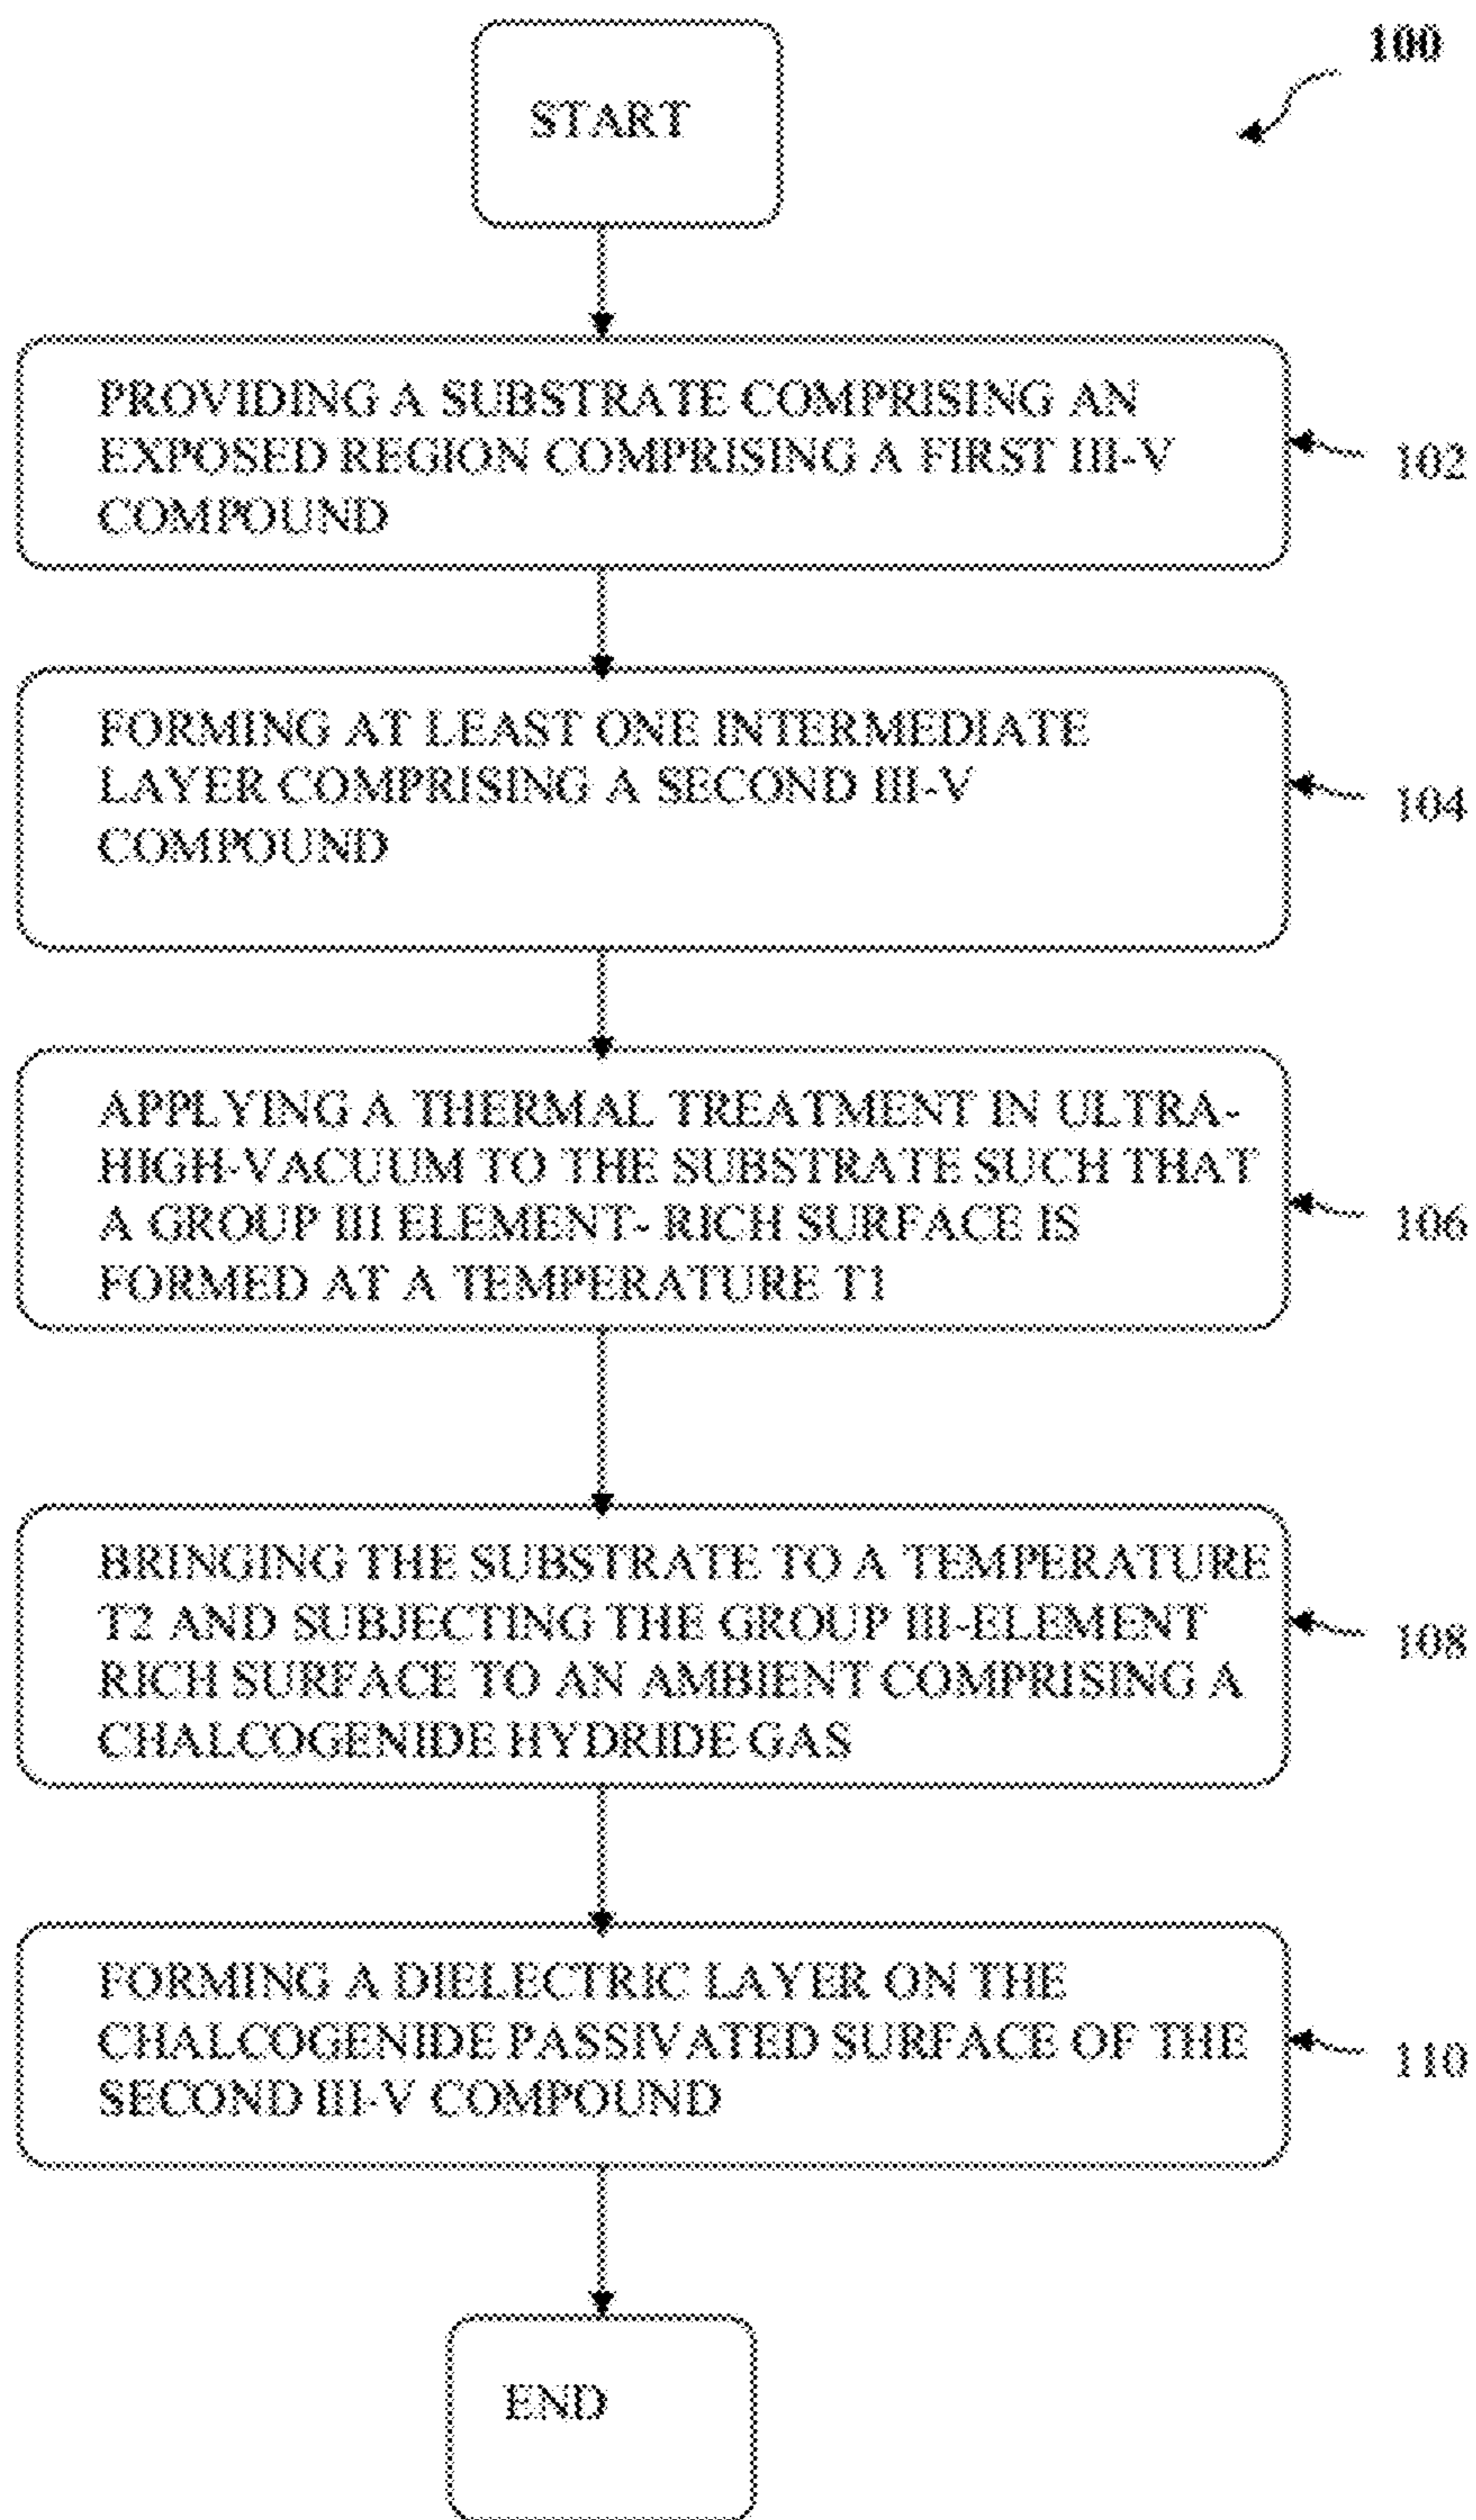 100
START
PROVIDING A SUBSTRATE COMPRISING AN
EXPOSED REGION COMPRISING A FIRST III-V
COMPOUND
102
FORMING AT LEAST ONE INTERMEDIATE
LAYER COMPRISING A SECOND III-V
COMPOUND
104
APPLYING A THERMAL TREATMENT IN ULTRA-
HIGH-VACUUM TO THE SUBSTRATE SUCH THAT
A GROUP III ELEMENT- RICH SURFACE IS
FORMED AT A TEMPERATURE T1
106
BRINGING THE SUBSTRATE TO A TEMPERATURE
T2 AND SUBJECTING THE GROUP III-ELEMENT
RICH SURFACE TO AN AMBIENT COMPRISING A
CHALCOGENIDE HYDRIDE GAS
108
FORMING A DIELECTRIC LAYER ON THE
CHALCOGENIDE PASSIVATED SURFACE OF THE
SECOND III-V COMPOUND
110
END